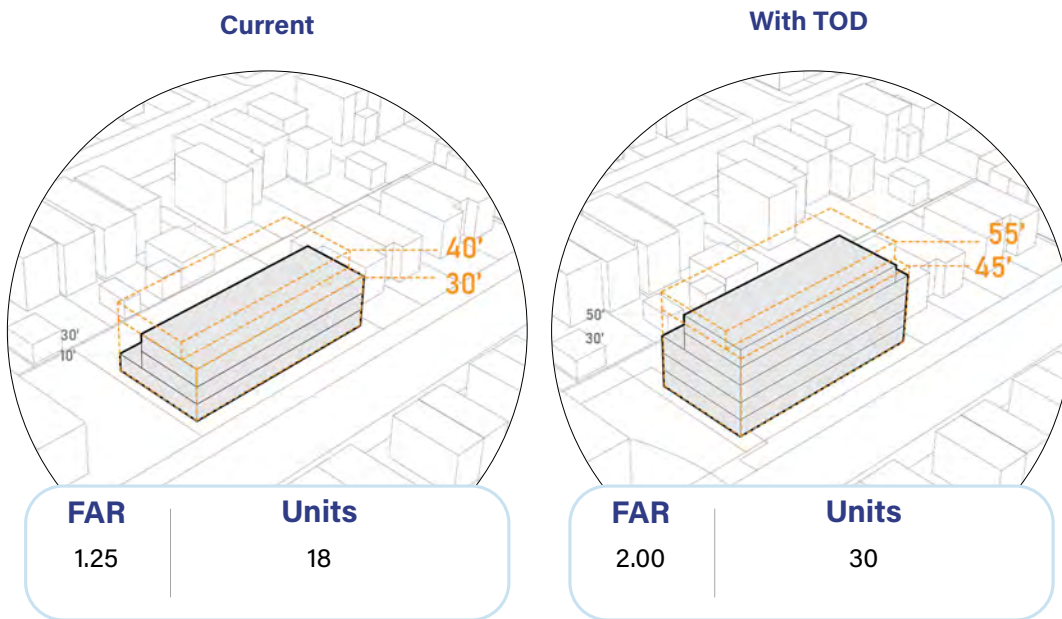 Current
With TOD
40'
30'
30'
10'
55'
45'
50'
30'
FAR
Units
1.25
18
FAR
Units
2.00
30